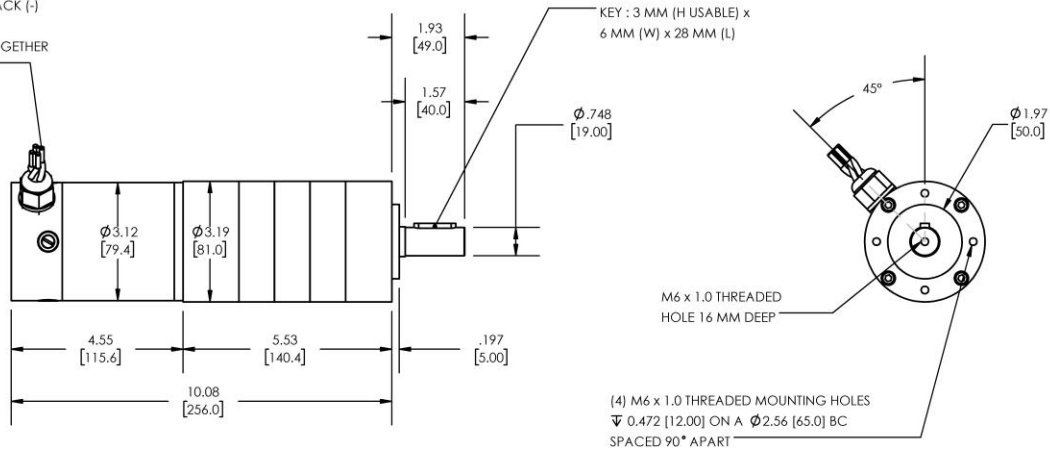 ACK (-)
GETHER
1.93
[49.0]
1.57
[40.0]
KEY : 3 MM (H USABLE) x
6 MM (W) x 28 MM (L)
Ø.748
[19.00]
45°
Ø1.97
[50.0]
Ø3.12
[79.4]
Ø3.19
[81.0]
M6 x 1.0 THREADED
HOLE 16 MM DEEP
4.55
[115.6]
5.53
[140.4]
.197
[5.00]
10.08
[256.0]
(4) M6 x 1.0 THREADED MOUNTING HOLES
↧ 0.472 [12.00] ON A Ø2.56 [65.0] BC
SPACED 90° APART